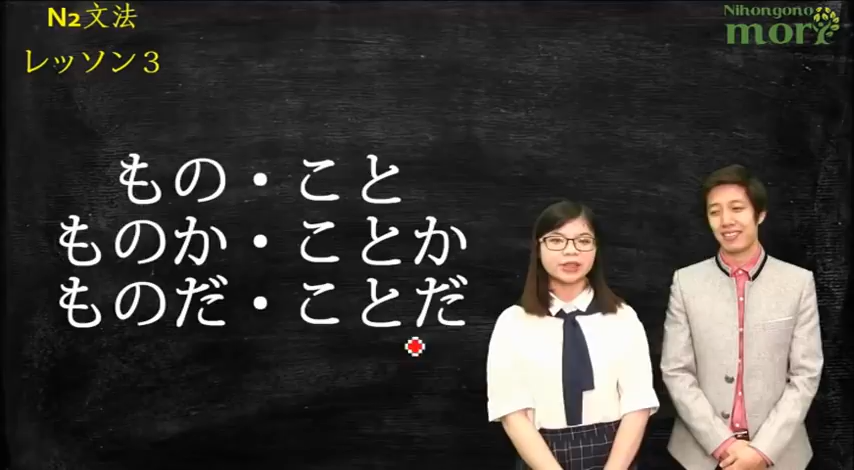 N2文法
レッソン３
Nihongono
mori
もの・こと
ものか・ことか
ものだ・ことだ